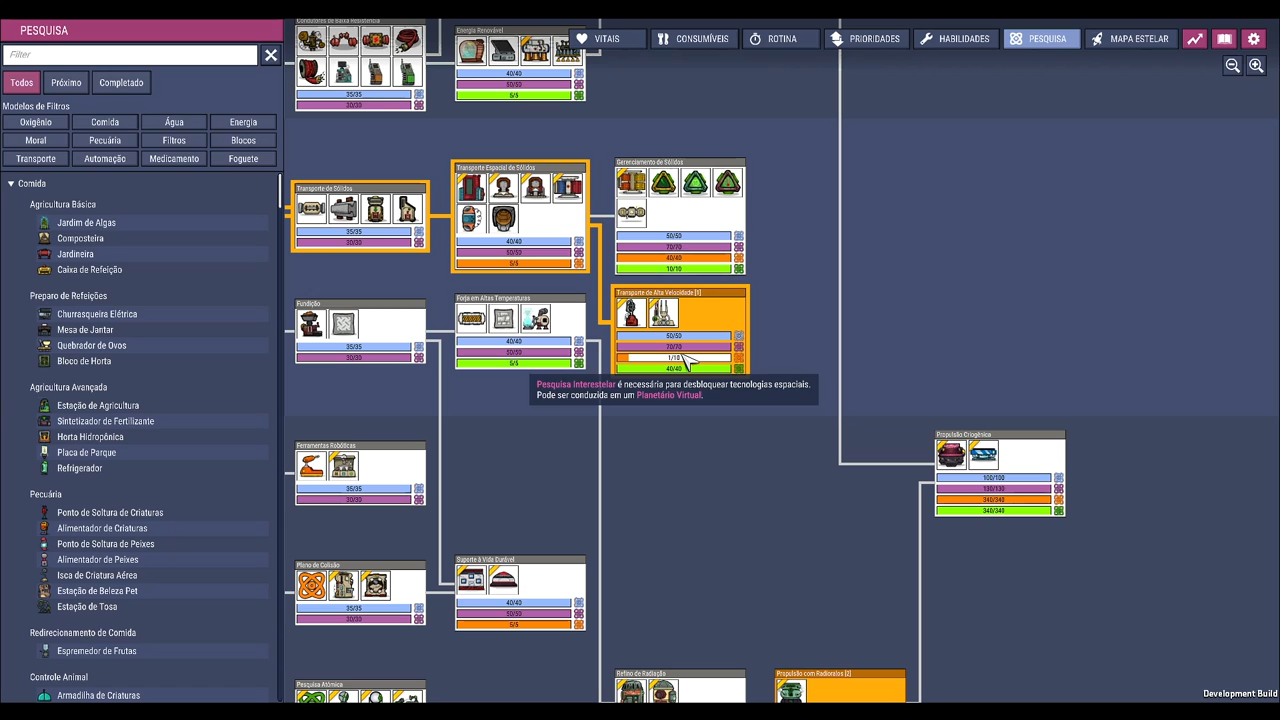 PESQUISA
Filter
Todos
Próximo
Completado
Modelos de Filtros
Oxigênio
Comida
Água
Energia
Moral
Pecuária
Filtros
Blocos
Transporte
Automação
Medicamento
Foguete
Comida
Agricultura Básica
Jardim de Algas
Composteira
Jardineira
Caixa de Refeição
Preparo de Refeições
Churrasqueira Elétrica
Mesa de Jantar
Quebrador de Ovos
Bloco de Horta
Agricultura Avançada
Estação de Agricultura
Sintetizador de Fertilizante
Horta Hidropônica
Placa de Parque
Refrigerador
Pecuária
Ponto de Soltura de Criaturas
Alimentador de Criaturas
Ponto de Soltura de Peixes
Alimentador de Peixes
Isca de Criatura Aérea
Estação de Beleza Pet
Estação de Tosa
Redirecionamento de Comida
Espremedor de Frutas
Controle Animal
Armadilha de Criaturas
VITAIS
CONSUMÍVEIS
ROTINA
PRIORIDADES
HABILIDADES
PESQUISA
MAPA ESTELAR
Condutores de Baixa Resistência
35/35
30/30
Energia Renovável
40/40
50/50
5/5
Transporte de Sólidos
35/35
30/30
Transporte Espacial de Sólidos
40/40
50/50
5/5
Gerenciamento de Sólidos
50/50
70/70
40/40
10/10
Transporte de Alta Velocidade [1]
50/50
70/70
1/10
40/40
Pesquisa Interestelar é necessária para desbloquear tecnologias espaciais.
Pode ser conduzida em um Planetário Virtual.
Fundição
35/35
30/30
Forja em Altas Temperaturas
40/40
50/50
5/5
Ferramentas Robóticas
35/35
30/30
Propulsão Criogênica
100/100
130/130
340/340
340/340
Plano de Colisão
35/35
30/30
Suporte à Vida Durável
40/40
50/50
5/5
Pesquisa Atômica
Refino de Radiação
Propulsão com Radionaios [2]
Development Build